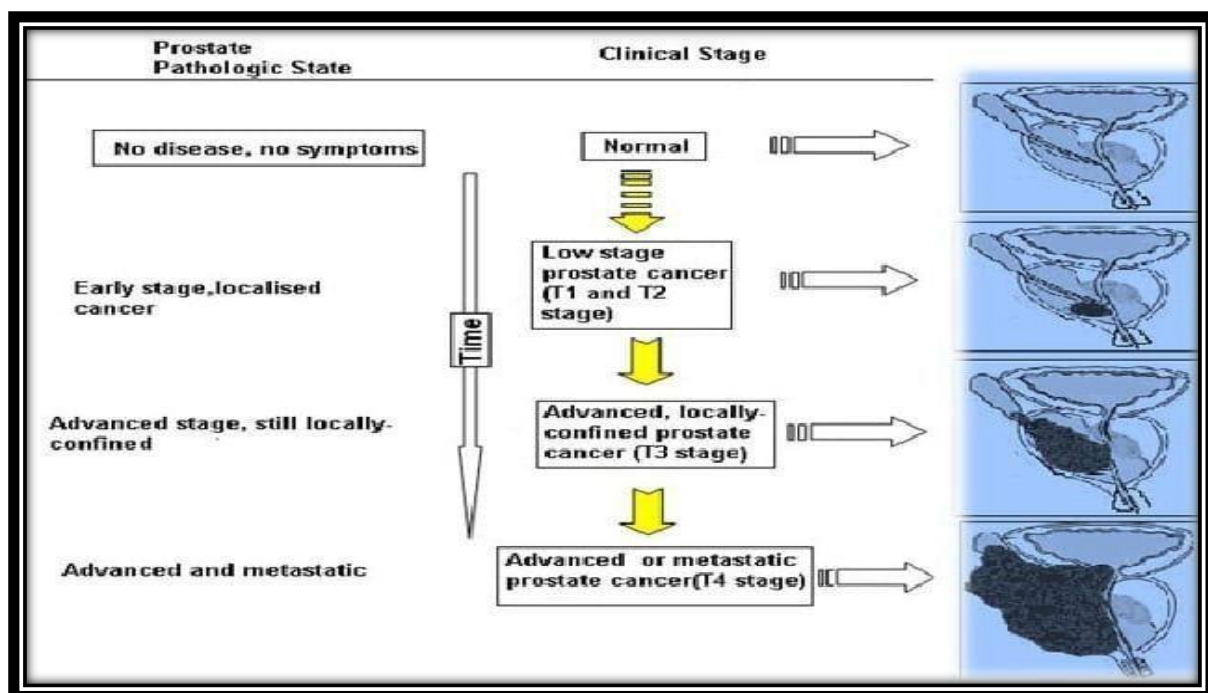 Prostate
Pathologic State
Clinical Stage
No disease, no symptoms
Normal
Low stage
prostate cancer
(T1 and T2
stage)
Early stage,localised
cancer
Time
Advanced stage, still locally-
confined
Advanced, locally-
confined prostate
cancer (T3 stage)
Advanced and metastatic
Advanced or metastatic
prostate cancer(T4 stage)